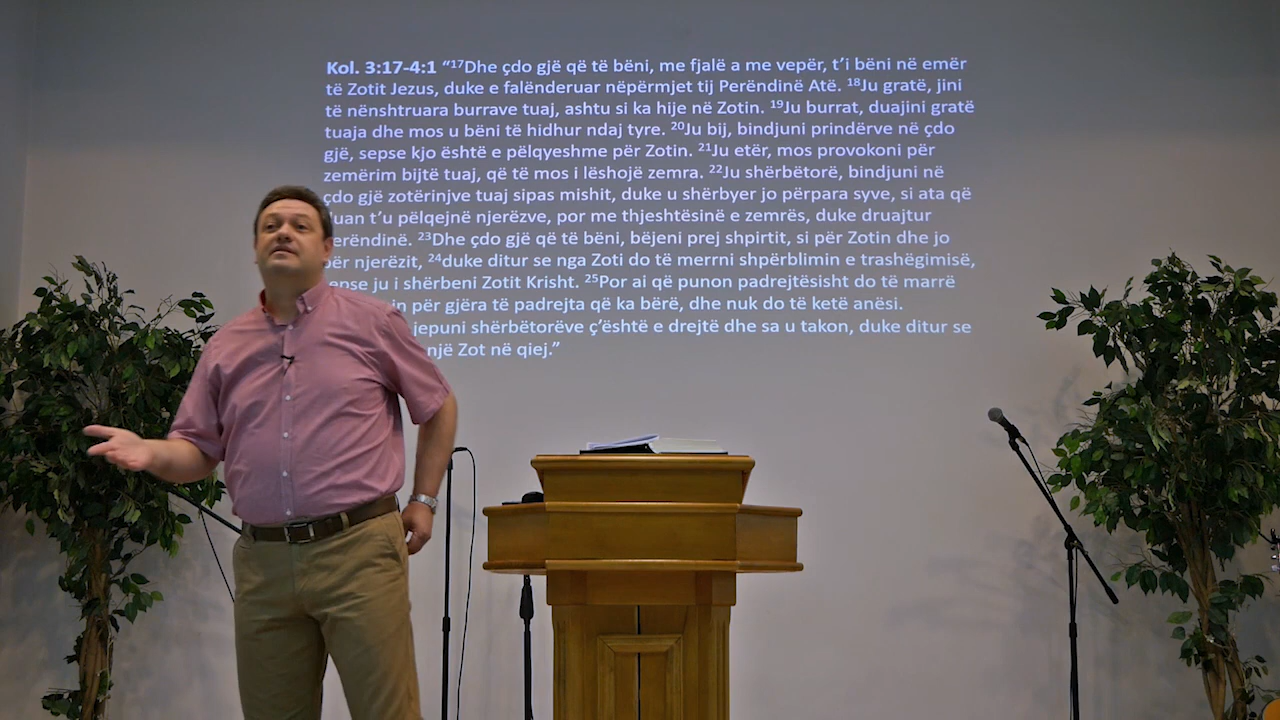 Kol. 3:17-4:1 “¹⁷Dhe çdo gjë që të bëni, me fjalë a me vepër, t’i bëni në emër
të Zotit Jezus, duke e falënderuar nëpërmjet tij Perëndinë Atë. ¹⁸Ju gratë, jini
të nënshtruara burrave tuaj, ashtu si ka hije në Zotin. ¹⁹Ju burrat, duajini gratë
tuaja dhe mos u bëni të hidhur ndaj tyre. ²⁰Ju bij, bindjuni prindërve në çdo
gjë, sepse kjo është e pëlqyeshme për Zotin. ²¹Ju etër, mos provokoni për
zemërim bijtë tuaj, që të mos i lëshojë zemra. ²²Ju shërbëtorë, bindjuni në
çdo gjë zotërinjve tuaj sipas mishit, duke u shërbyer jo përpara syve, si ata që
duan t’u pëlqejnë njerëzve, por me thjeshtësinë e zemrës, duke druajtur
Perëndinë. ²³Dhe çdo gjë që të bëni, bëjeni prej shpirtit, si për Zotin dhe jo
për njerëzit, ²⁴duke ditur se nga Zoti do të merrni shpërblimin e trashëgimisë,
sepse ju i shërbeni Zotit Krisht. ²⁵Por ai që punon padrejtësisht do të marrë
për gjëra të padrejta që ka bërë, dhe nuk do të ketë anësi.
jepuni shërbëtorëve ç’është e drejtë dhe sa u takon, duke ditur se
një Zot në qiej.”